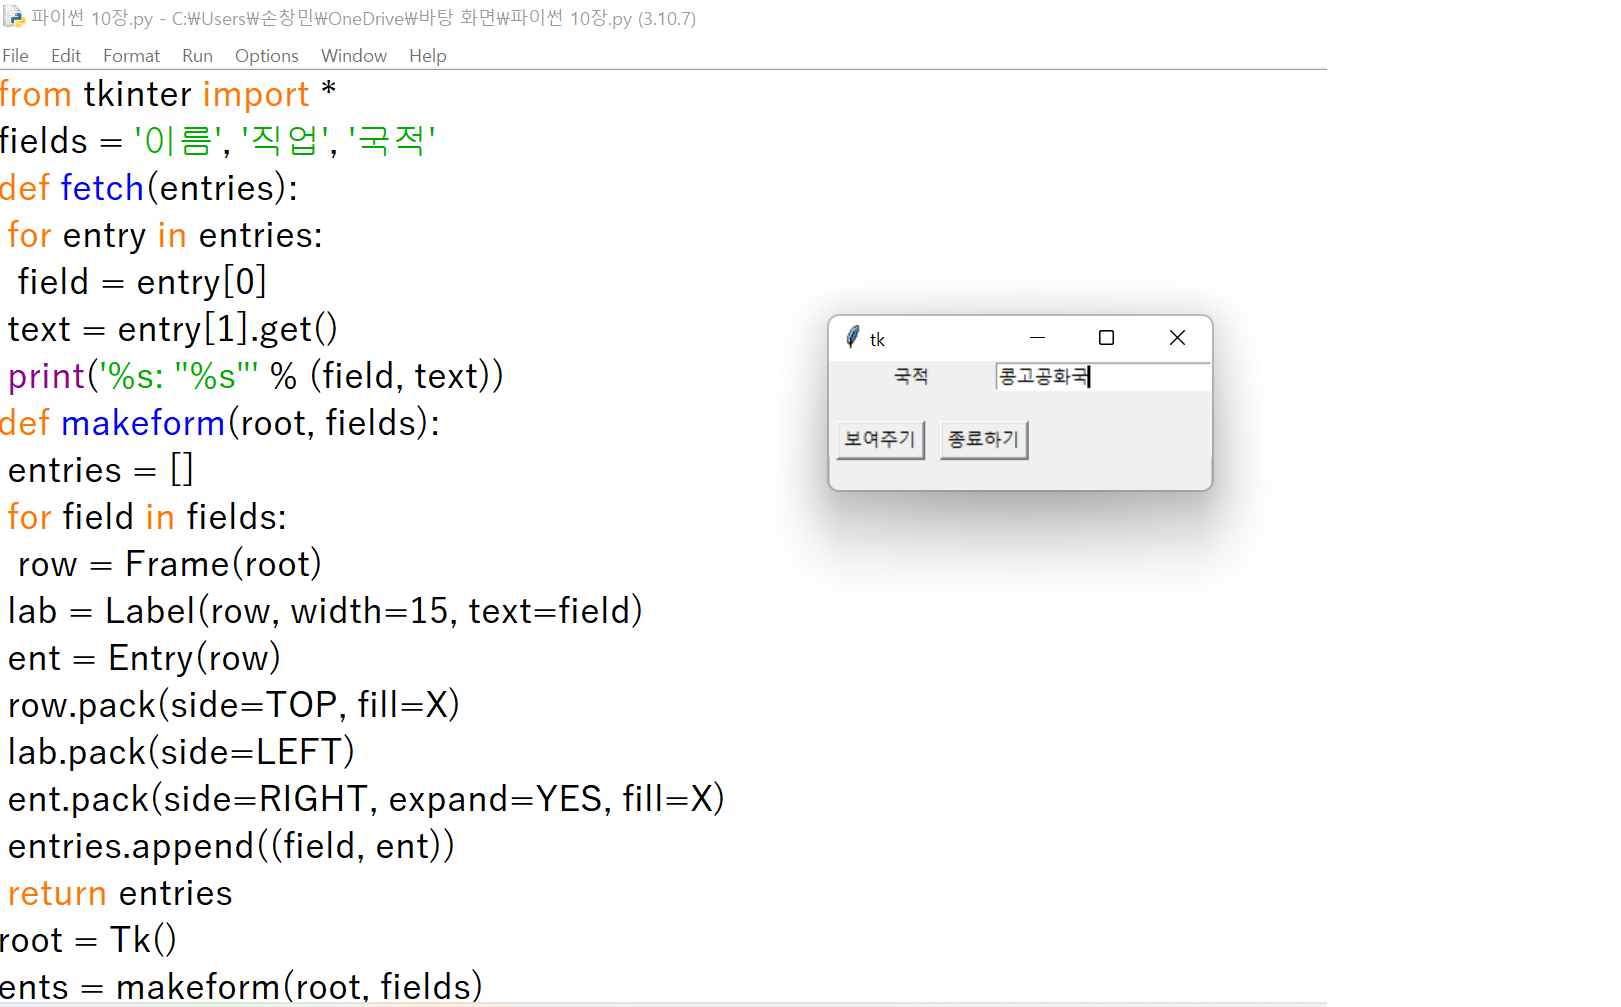 파이썬 10장.py - C:₩Users₩손창민₩OneDrive₩바탕 화면₩파이썬 10장.py (3.10.7)
File Edit Format Run Options Window Help
from tkinter import *
fields = '이름', '직업', '국적'
def fetch(entries):
 for entry in entries:
  field = entry[0]
 text = entry[1].get()
 print('%s: "%s"' % (field, text))
def makeform(root, fields):
 entries = []
 for field in fields:
  row = Frame(root)
 lab = Label(row, width=15, text=field)
 ent = Entry(row)
 row.pack(side=TOP, fill=X)
 lab.pack(side=LEFT)
 ent.pack(side=RIGHT, expand=YES, fill=X)
 entries.append((field, ent))
 return entries
root = Tk()
ents = makeform(root, fields)
tk
국적 콩고공화국
보여주기 종료하기